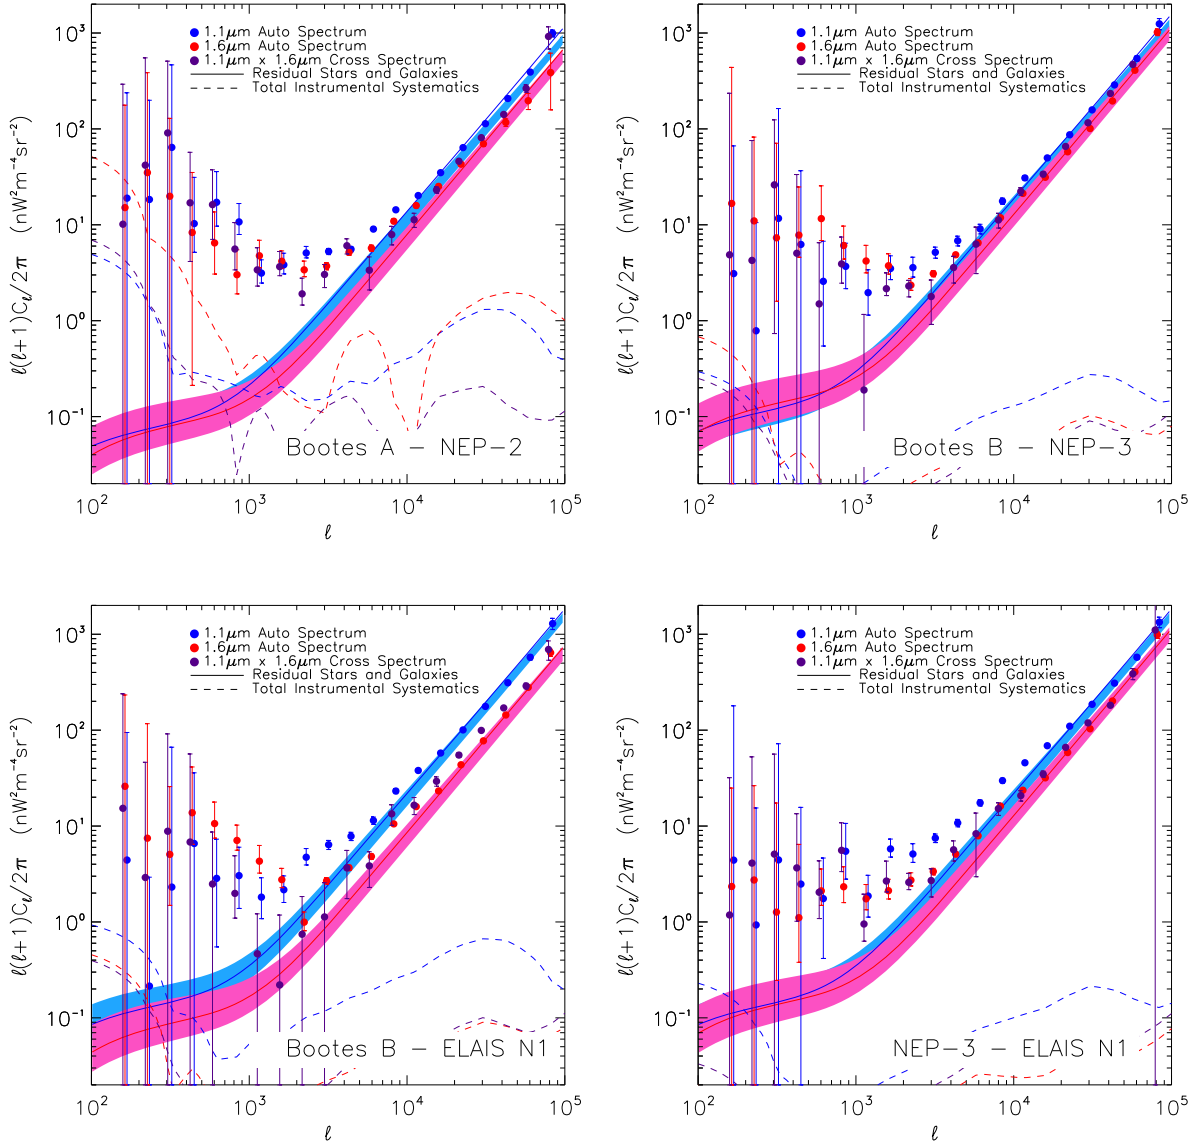 10³
10²
10¹
10⁰
10⁻¹
ℓ(ℓ+1)Cℓ/2π (nW²m⁻⁴sr⁻²)
1.1μm Auto Spectrum
1.6μm Auto Spectrum
1.1μm x 1.6μm Cross Spectrum
Residual Stars and Galaxies
Total Instrumental Systematics
Bootes A – NEP-2
10² 10³ 10⁴ 10⁵
ℓ
10³
10²
10¹
10⁰
10⁻¹
ℓ(ℓ+1)Cℓ/2π (nW²m⁻⁴sr⁻²)
1.1μm Auto Spectrum
1.6μm Auto Spectrum
1.1μm x 1.6μm Cross Spectrum
Residual Stars and Galaxies
Total Instrumental Systematics
Bootes B – NEP-3
10² 10³ 10⁴ 10⁵
ℓ
10³
10²
10¹
10⁰
10⁻¹
ℓ(ℓ+1)Cℓ/2π (nW²m⁻⁴sr⁻²)
1.1μm Auto Spectrum
1.6μm Auto Spectrum
1.1μm x 1.6μm Cross Spectrum
Residual Stars and Galaxies
Total Instrumental Systematics
Bootes B – ELAIS N1
10² 10³ 10⁴ 10⁵
ℓ
10³
10²
10¹
10⁰
10⁻¹
ℓ(ℓ+1)Cℓ/2π (nW²m⁻⁴sr⁻²)
1.1μm Auto Spectrum
1.6μm Auto Spectrum
1.1μm x 1.6μm Cross Spectrum
Residual Stars and Galaxies
Total Instrumental Systematics
NEP-3 – ELAIS N1
10² 10³ 10⁴ 10⁵
ℓ